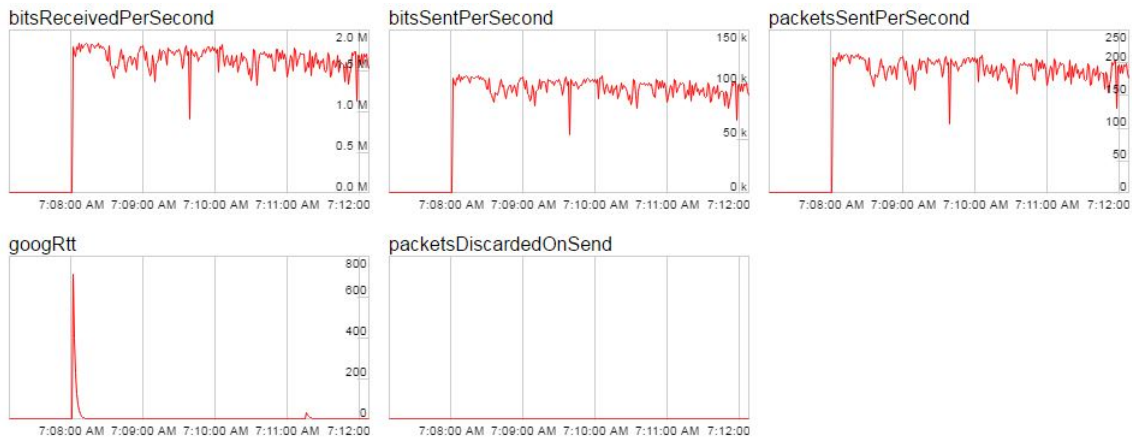 bitsReceivedPerSecond
2.0 M
1.5 M
1.0 M
0.5 M
0.0 M
7:08:00 AM 7:09:00 AM 7:10:00 AM 7:11:00 AM 7:12:00
bitsSentPerSecond
150 k
100 k
50 k
0 k
7:08:00 AM 7:09:00 AM 7:10:00 AM 7:11:00 AM 7:12:00
packetsSentPerSecond
250
200
150
100
50
0
7:08:00 AM 7:09:00 AM 7:10:00 AM 7:11:00 AM 7:12:00
googRtt
800
600
400
200
0
7:08:00 AM 7:09:00 AM 7:10:00 AM 7:11:00 AM 7:12:00
packetsDiscardedOnSend
7:08:00 AM 7:09:00 AM 7:10:00 AM 7:11:00 AM 7:12:00